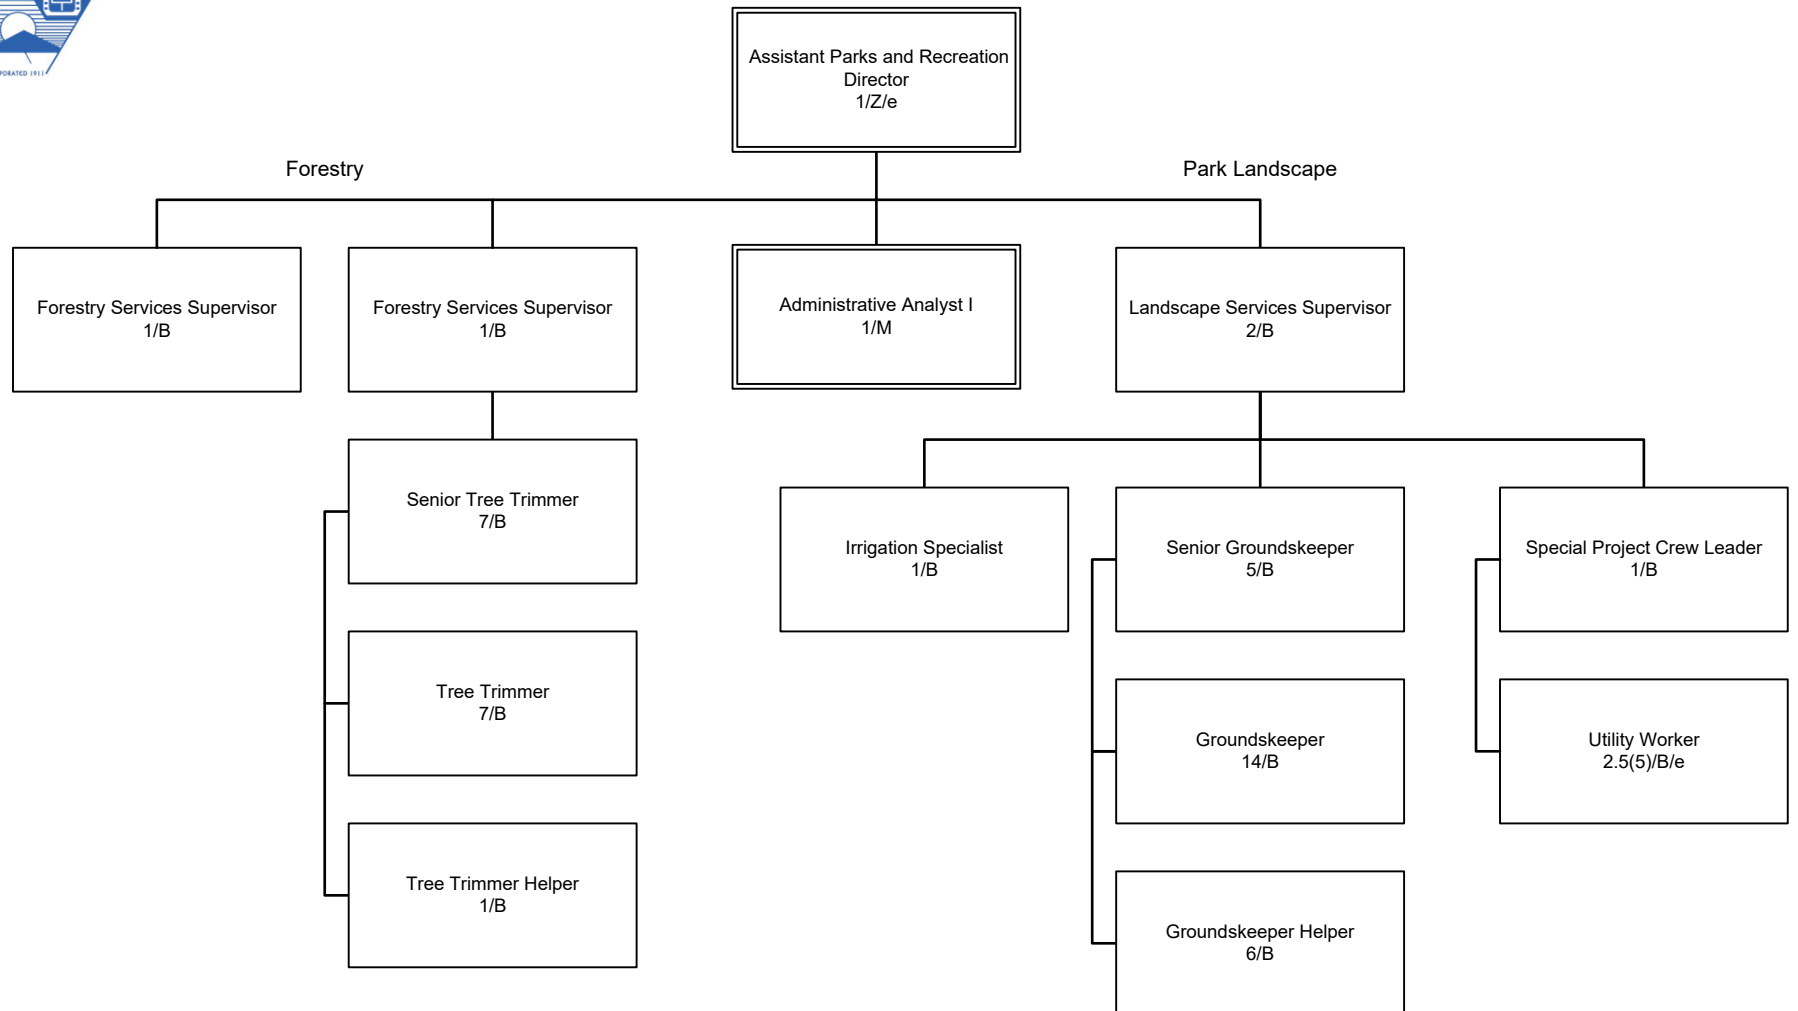 PORATED 1911
Assistant Parks and Recreation
Director
1/Z/e
Forestry
Park Landscape
Forestry Services Supervisor
1/B
Forestry Services Supervisor
1/B
Administrative Analyst I
1/M
Landscape Services Supervisor
2/B
Senior Tree Trimmer
7/B
Irrigation Specialist
1/B
Senior Groundskeeper
5/B
Special Project Crew Leader
1/B
Tree Trimmer
7/B
Groundskeeper
14/B
Utility Worker
2.5(5)/B/e
Tree Trimmer Helper
1/B
Groundskeeper Helper
6/B